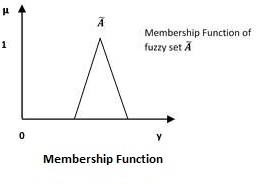 μ
Ã
Membership Function of
fuzzy set Ã
1
0
y
Membership Function